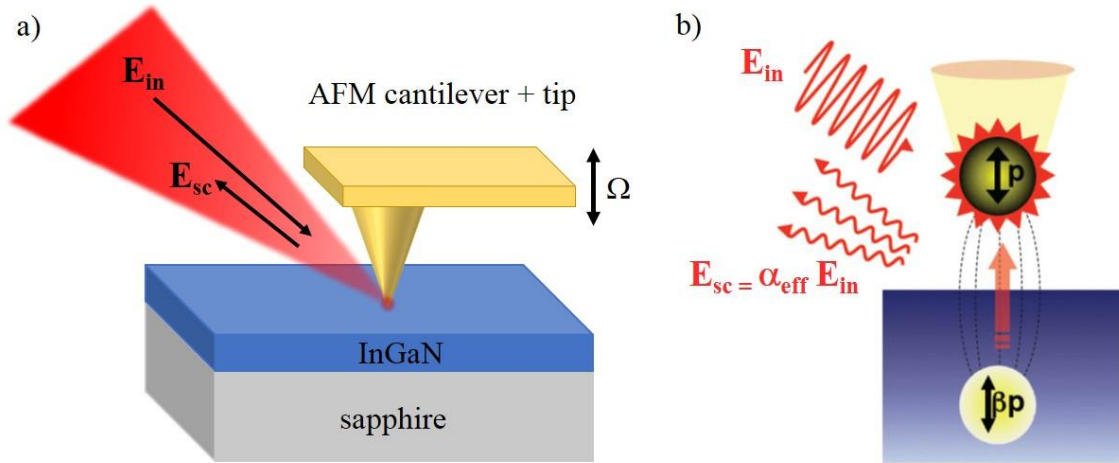 a)
E_in
E_sc
AFM cantilever + tip
Ω
InGaN
sapphire
b)
E_in
p
E_sc = α_eff E_in
βp